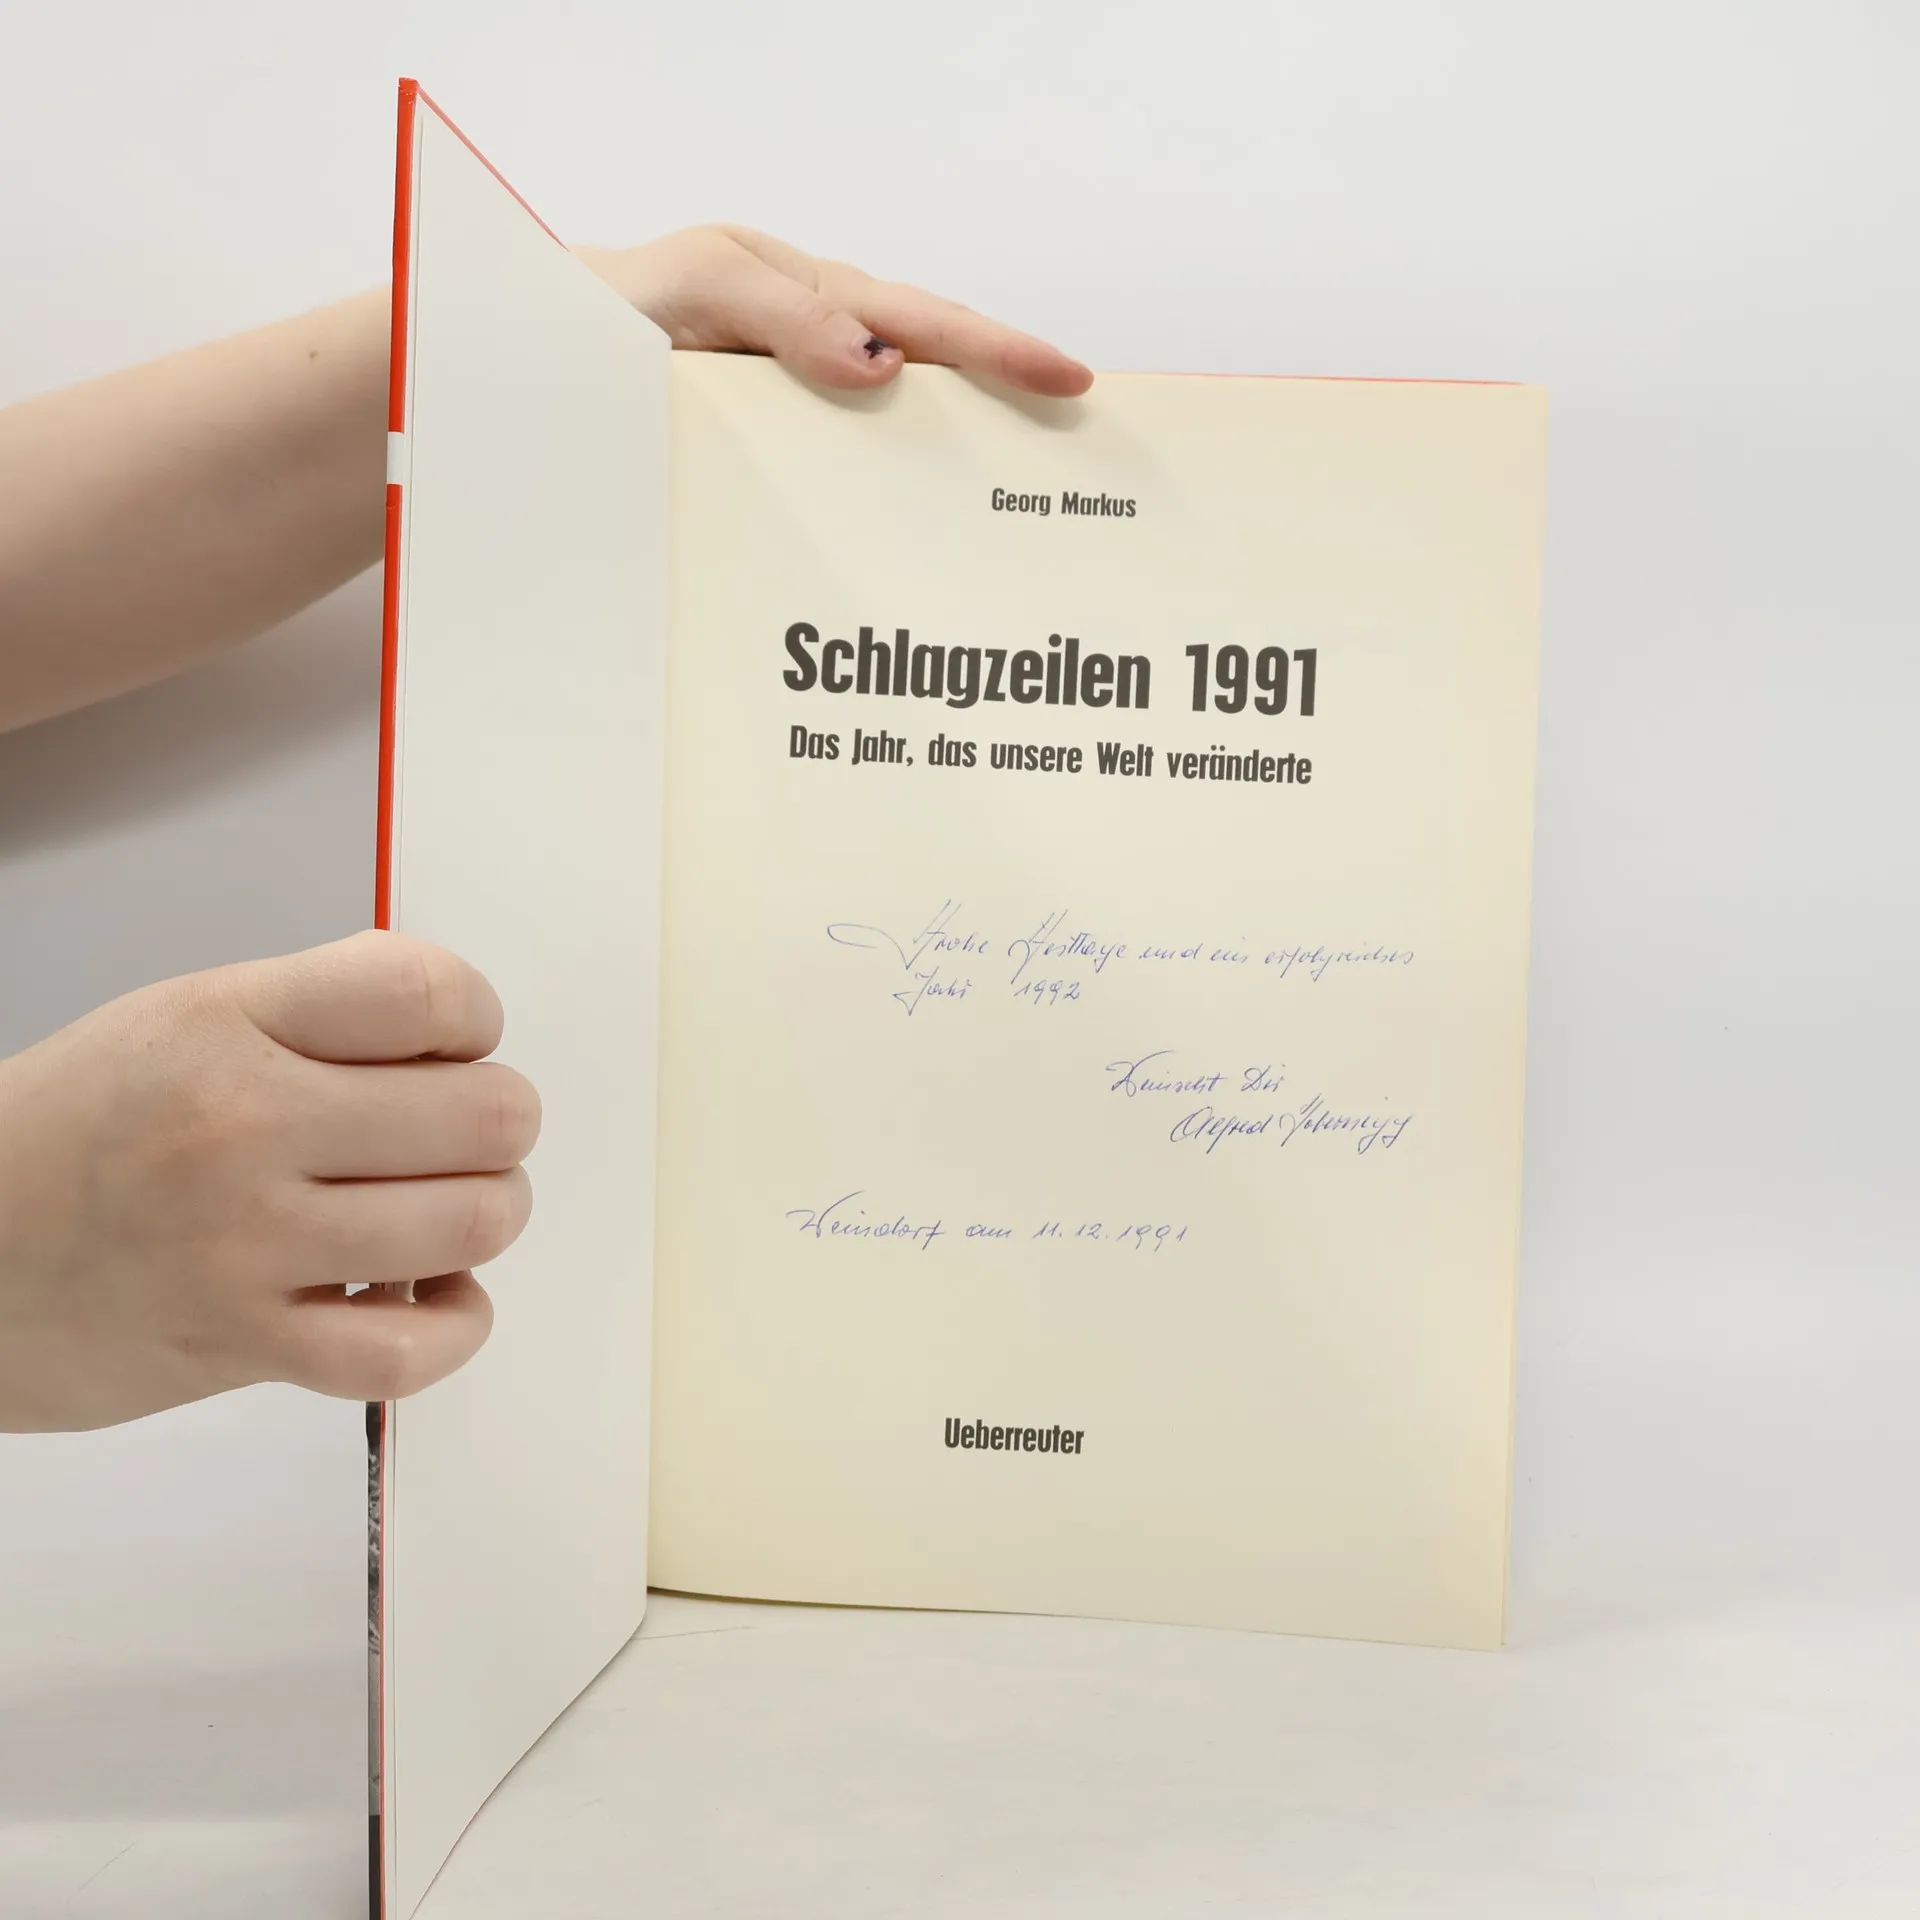 Georg Markus
Schlagzeilen 1991
Das Jahr, das unsere Welt veränderte
Frohe Festtage und ein erfolgreiches
Jahr 1992
Wünscht Dir
Alfred
am 11.12.1991
Ueberreuter